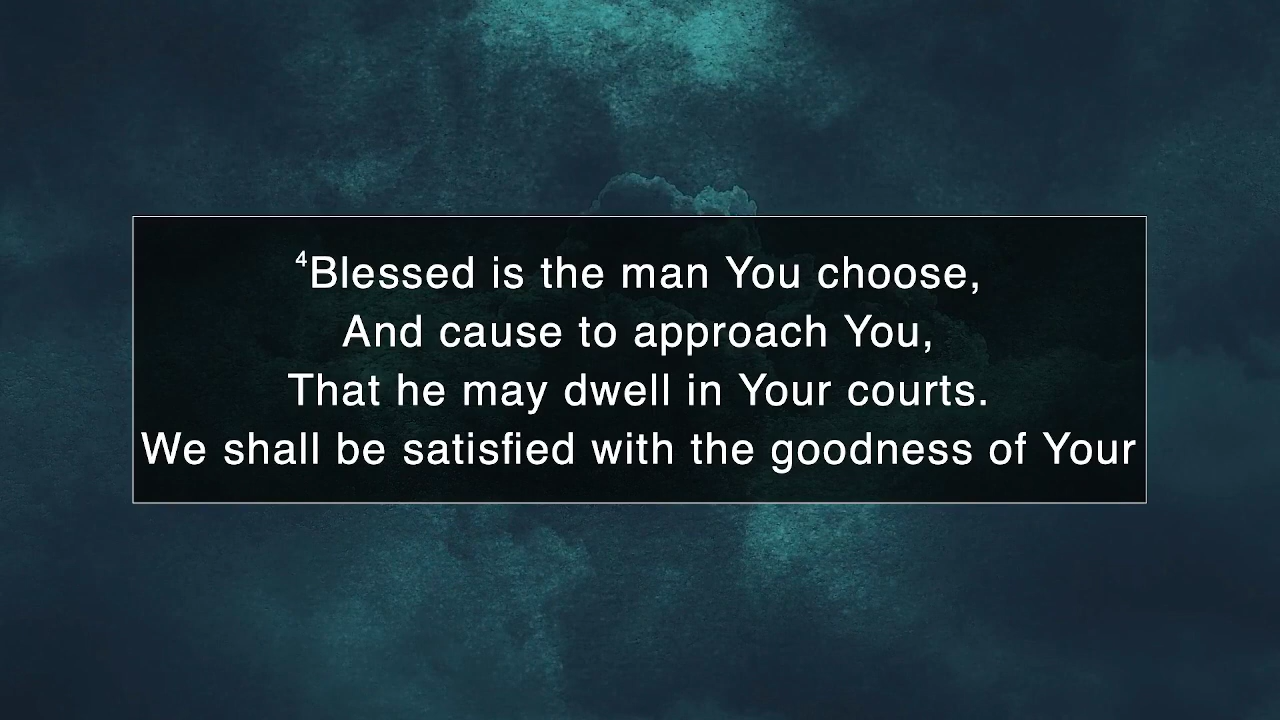 ⁴Blessed is the man You choose,
And cause to approach You,
That he may dwell in Your courts.
We shall be satisfied with the goodness of Your